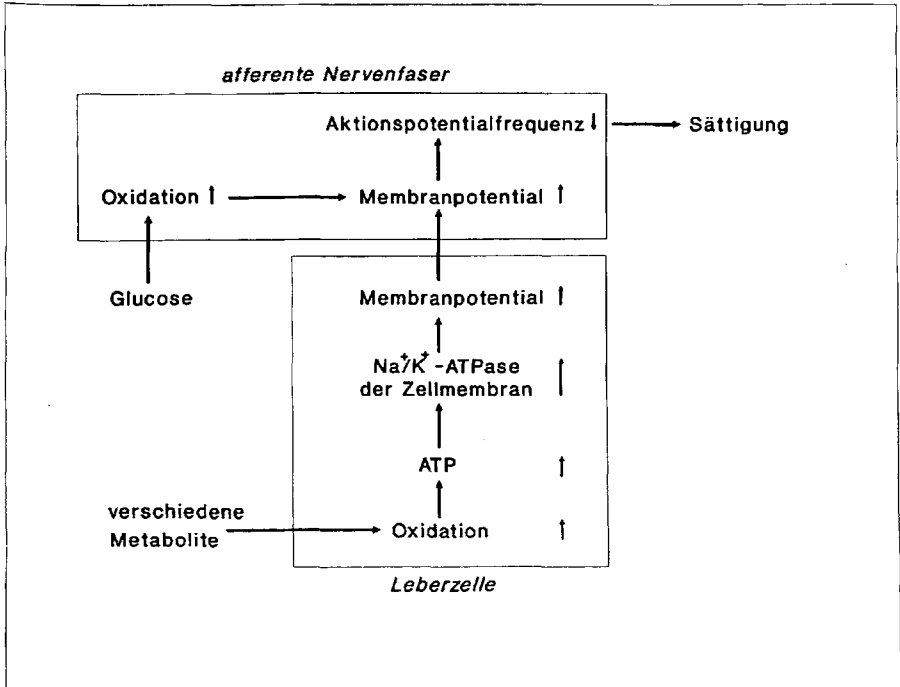 afferente Nervenfaser
Aktionspotentialfrequenz ↓ → Sättigung
Oxidation ↑ → Membranpotential ↑
Glucose
Membranpotential ↑
Na⁺/K⁺-ATPase ↑
der Zellmembran
ATP ↑
verschiedene
Metabolite → Oxidation ↑
Leberzelle